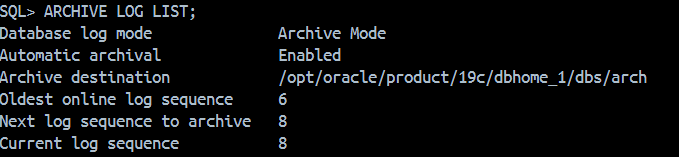 SQL> ARCHIVE LOG LIST;
Database log mode Archive Mode
Automatic archival Enabled
Archive destination /opt/oracle/product/19c/dbhome_1/dbs/arch
Oldest online log sequence 6
Next log sequence to archive 8
Current log sequence 8